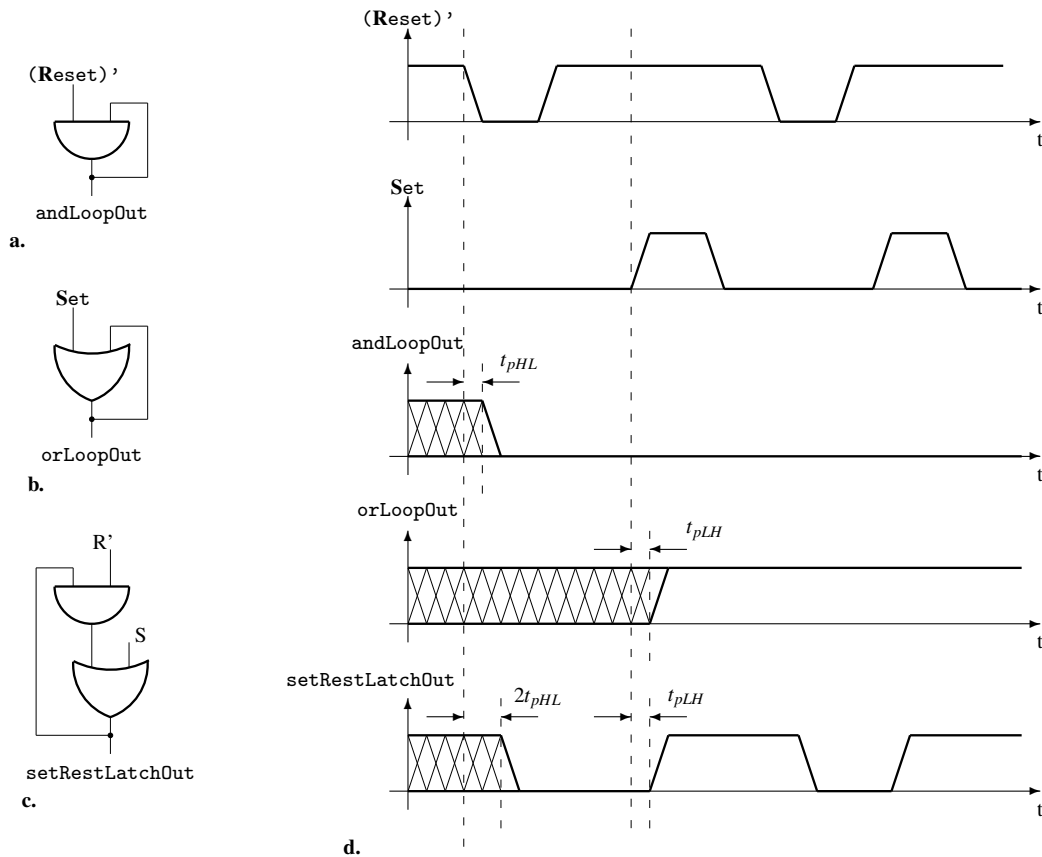 (Reset)'
andLoopOut
a.
Set
orLoopOut
b.
R'
S
setRestLatchOut
c.
(Reset)'
t
Set
t
andLoopOut
tpHL
t
orLoopOut
tpLH
t
setRestLatchOut
2tpHL
tpLH
t
d.